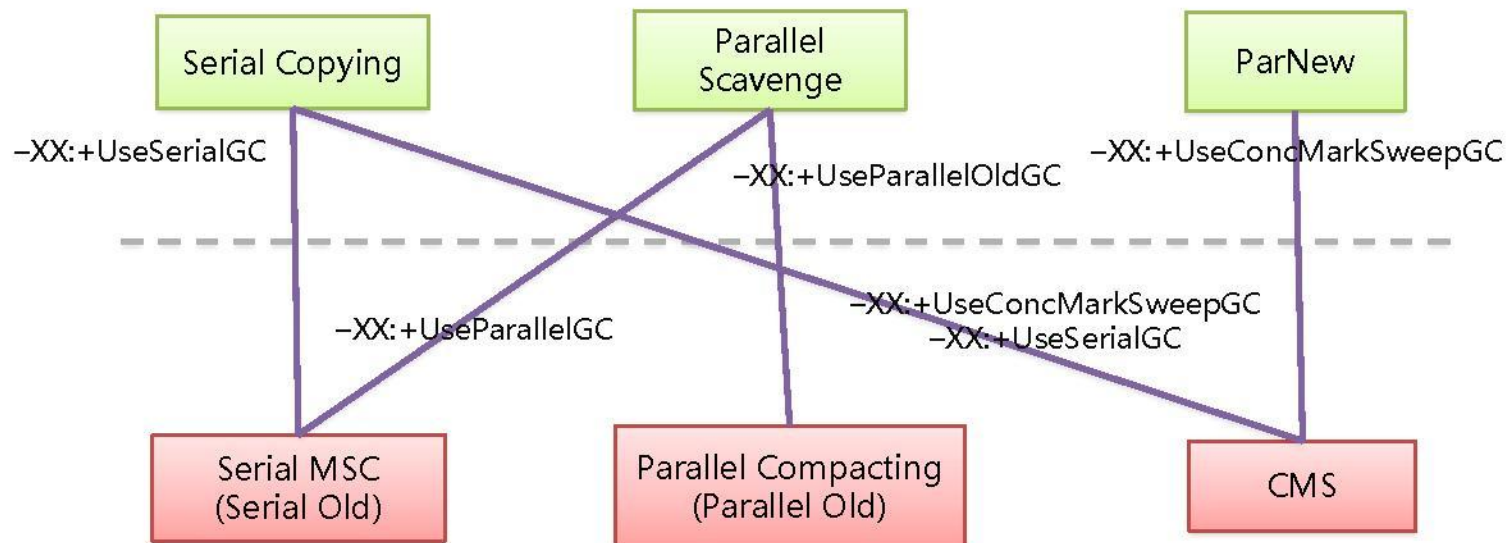 Serial Copying
Parallel
Scavenge
ParNew
–XX:+UseSerialGC
–XX:+UseParallelOldGC
–XX:+UseConcMarkSweepGC
–XX:+UseParallelGC
–XX:+UseConcMarkSweepGC
–XX:+UseSerialGC
Serial MSC
(Serial Old)
Parallel Compacting
(Parallel Old)
CMS